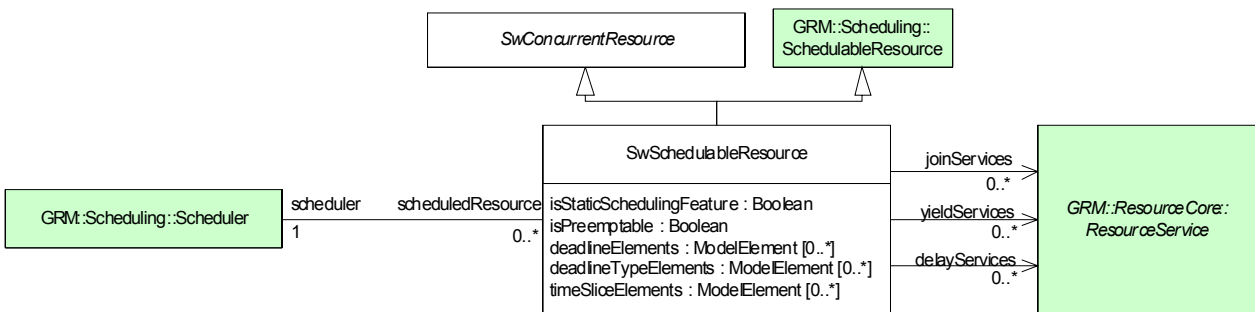 SwConcurrentResource
GRM::Scheduling::
SchedulableResource
SwSchedulableResource
joinServices
0..*
GRM::Scheduling::Scheduler
scheduler
1
scheduledResource
0..*
isStaticSchedulingFeature : Boolean
isPreemptable : Boolean
deadlineElements : ModelElement [0..*]
deadlineTypeElements : ModelElement [0..*]
timeSliceElements : ModelElement [0..*]
yieldServices
0..*
delayServices
0..*
GRM::ResourceCore::
ResourceService